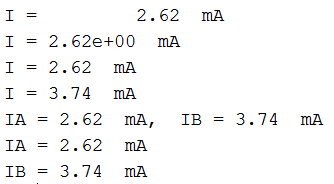 I =          2.62  mA
I = 2.62e+00  mA
I = 2.62  mA
I = 3.74  mA
IA = 2.62  mA,  IB = 3.74  mA
IA = 2.62  mA
IB = 3.74  mA